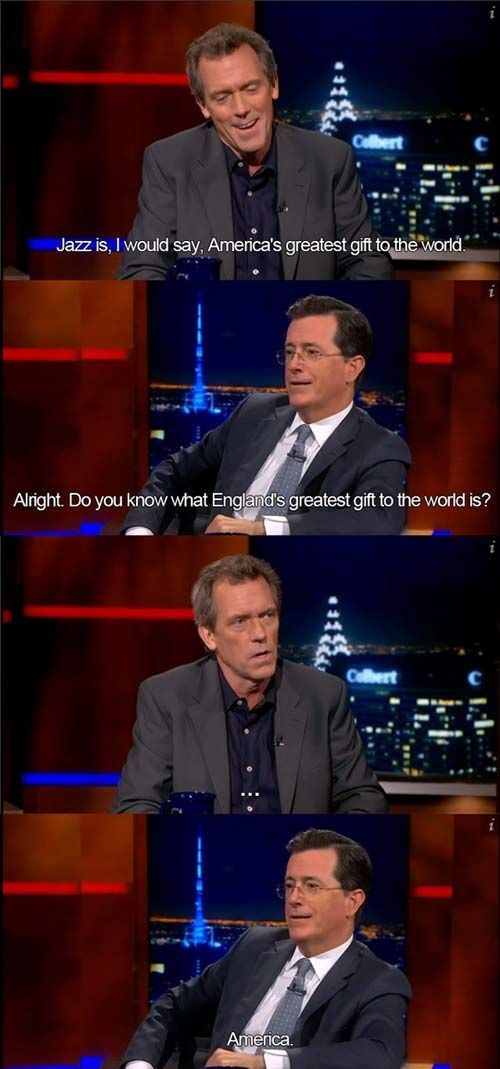 Colbert
C
Jazz is, I would say, America's greatest gift to the world.
Alright. Do you know what England's greatest gift to the world is?
Colbert
C
...
America.